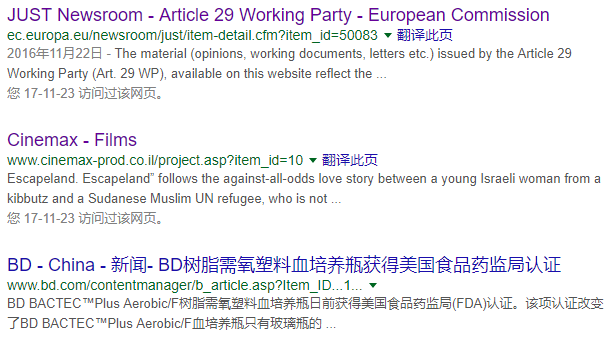 JUST Newsroom - Article 29 Working Party - European Commission
ec.europa.eu/newsroom/just/item-detail.cfm?item_id=50083 ▼ 翻译此页
2016年11月22日 - The material (opinions, working documents, letters etc.) issued by the Article 29
Working Party (Art. 29 WP), available on this website reflect the ...
您 17-11-23 访问过该网页。
Cinemax - Films
www.cinemax-prod.co.il/project.asp?item_id=10 ▼ 翻译此页
Escapeland. Escapeland” follows the against-all-odds love story between a young Israeli woman from a
kibbutz and a Sudanese Muslim UN refugee, who is not ...
您 17-11-23 访问过该网页。
BD - China - 新闻- BD树脂需氧塑料血培养瓶获得美国食品药监局认证
www.bd.com/contentmanager/b_article.asp?Item_ID...1... ▼
BD BACTEC™Plus Aerobic/F树脂需氧塑料血培养瓶日前获得美国食品药监局(FDA)认证。该项认证改变
了BD BACTEC™Plus Aerobic/F血培养瓶只有玻璃瓶的 ...